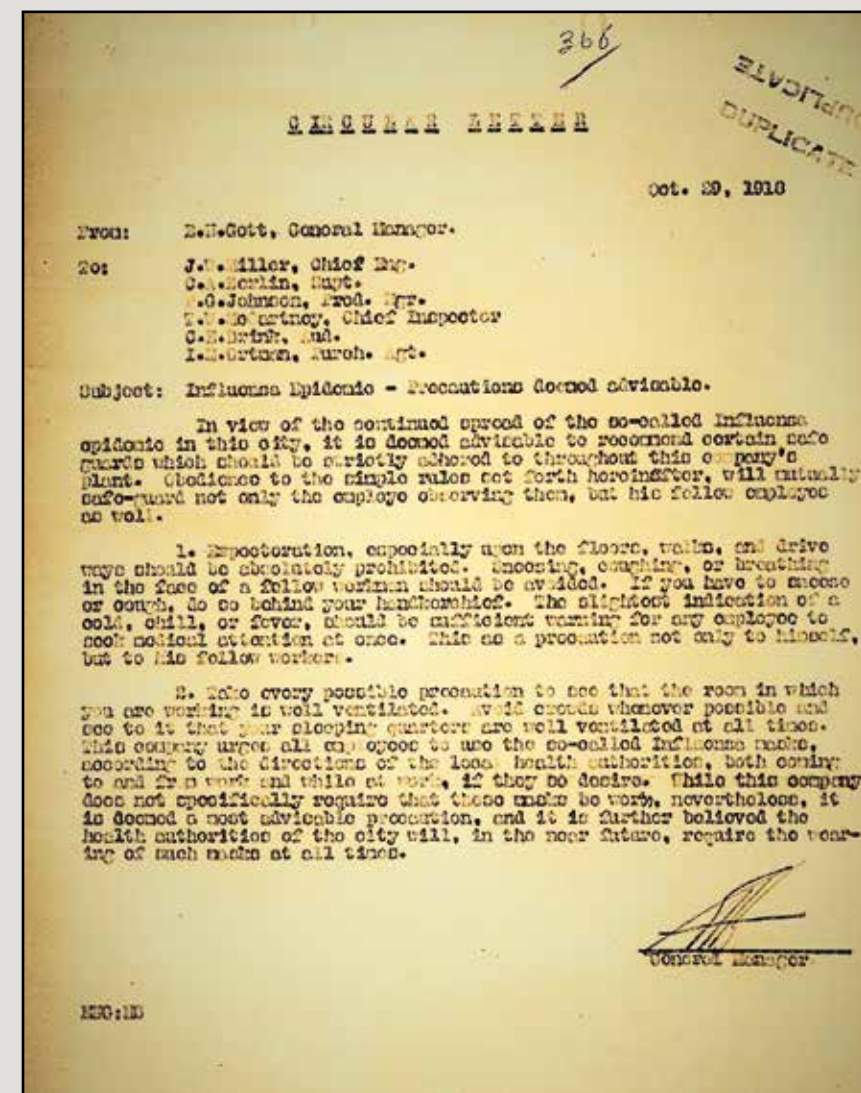 366
DUPLICATE
DUPLICATE
CIRCULAR LETTER
Oct. 29, 1918
From: E.N.Gott, General Manager.
To: Miller, Chief Eng.
Supt.
Johnson, Prod. Mgr.
Chief Inspector
C.E.Brink, Aud.
Purch. Agt.
Subject: Influensa Epidemic - Precautions deemed advisable.
In view of the continued spread of the so-called Influensa
epidemic in this city, it is deemed advisable to recommend certain safe
guards which should be strictly adhered to throughout this company's
plant. Obedience to the simple rules set forth hereinafter, will mutually
safe-guard not only the employe observing them, but his fellow employes
as well.
1. Expectoration, especially upon the floors, walks, and drive
ways should be absolutely prohibited. Sneezing, coughing, or breathing
in the face of a fellow workman should be avoided. If you have to sneeze
or cough, do so behind your handkerchief. The slightest indication of a
cold, chill, or fever, should be sufficient warning for any employee to
seek medical attention at once. This as a precaution not only to himself,
but to his fellow workers.
2. Take every possible precaution to see that the room in which
you are working is well ventilated. Avoid crowds whenever possible and
see to it that your sleeping quarters are well ventilated at all times.
This company urges all employees to use the so-called Influensa masks,
according to the directions of the local health authorities, both coming
to and from work and while at work, if they so desire. While this company
does not specifically require that these masks be work, nevertheless, it
is deemed a most advisable precaution, and it is further believed the
health authorities of the city will, in the near future, require the wear-
ing of such masks at all times.
General Manager